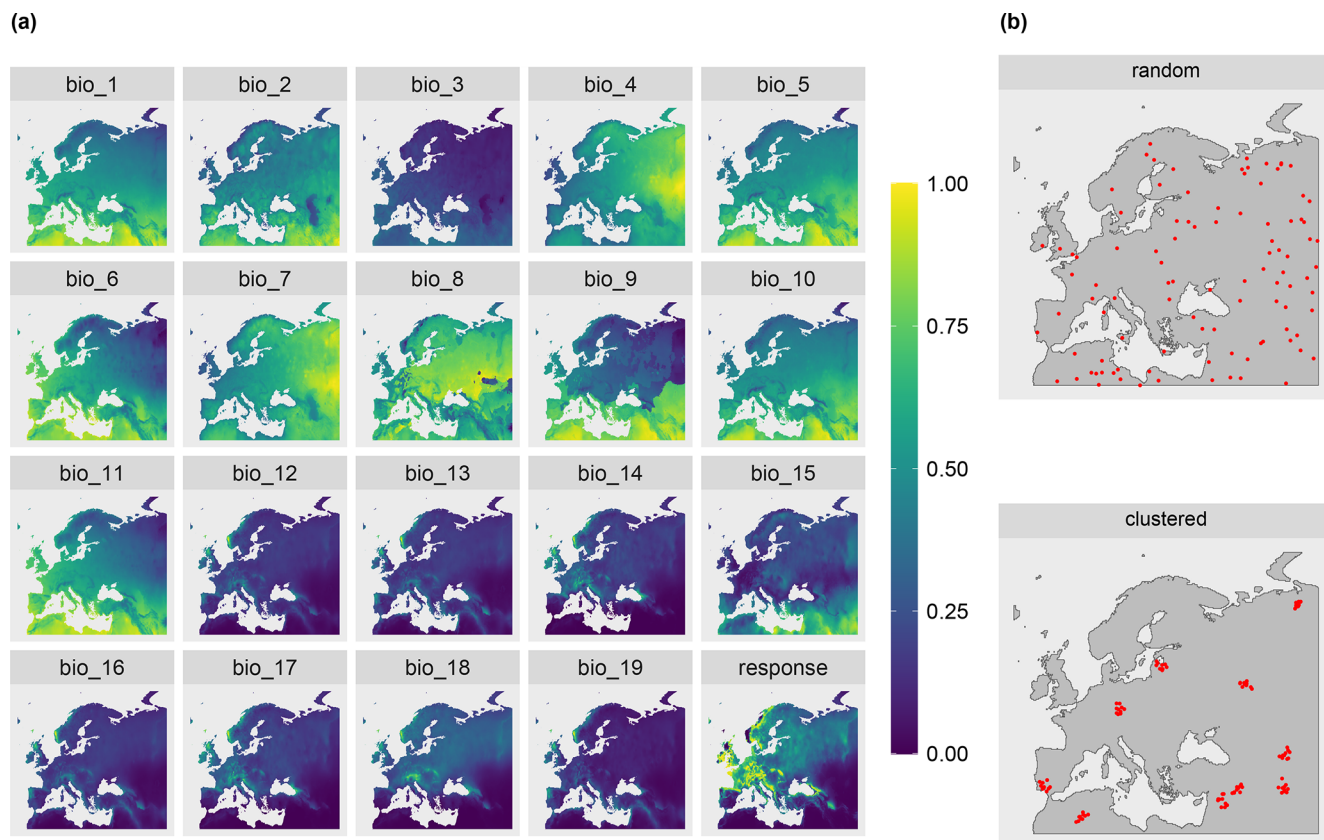 (a)
bio_1 bio_2 bio_3 bio_4 bio_5
bio_6 bio_7 bio_8 bio_9 bio_10
bio_11 bio_12 bio_13 bio_14 bio_15
bio_16 bio_17 bio_18 bio_19 response
1.00
0.75
0.50
0.25
0.00
(b)
random
clustered